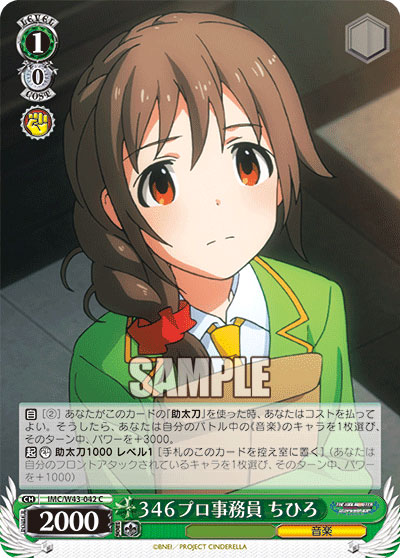 LEVEL
1
0
COST
SAMPLE
自 [②] あなたがこのカードの「助太刀」を使った時、あなたはコストを払って
よい。そうしたら、あなたは自分のバトル中の《音楽》のキャラを1枚選び、
そのターン中、パワーを+3000。
起 助太刀1000 レベル1 [手札のこのカードを控え室に置く] (あなたは
自分のフロントアタックされているキャラを1枚選び、そのターン中、パワー
を+1000)
CH IMC/W43-042 C
2000
346プロ事務員 ちひろ
音楽
©BNEI／PROJECT CINDERELLA